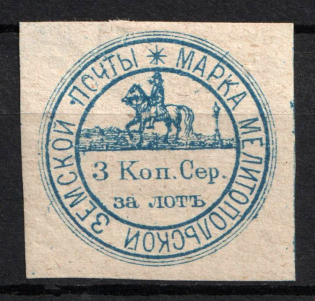 МАРКА МЕЛИТОПОЛЬСКОЙ ЗЕМСКОЙ ПОЧТЫ *
3 Коп. Сер.
за лотъ